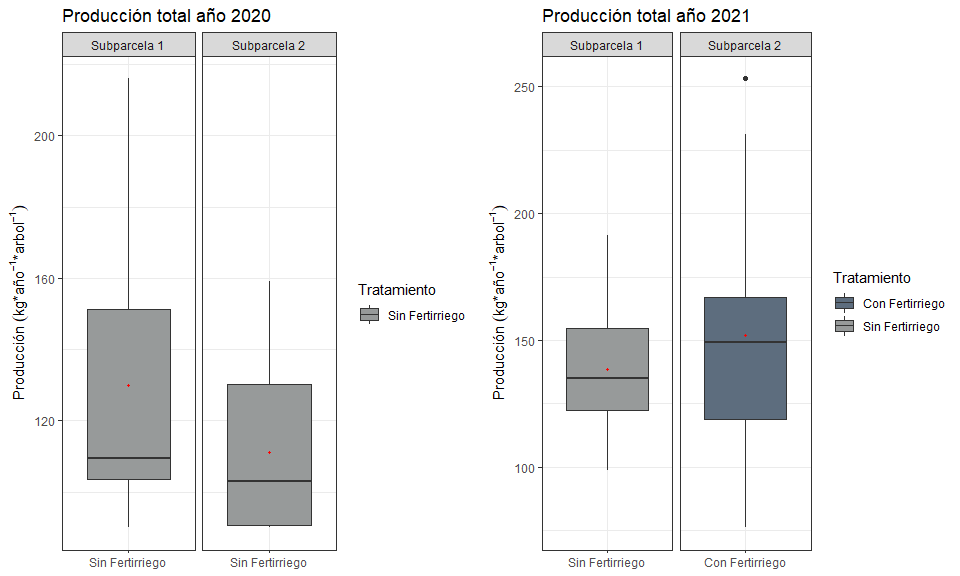 Producción total año 2020
Subparcela 1
Subparcela 2
200
160
120
Producción (kg*año⁻¹*arbol⁻¹)
Sin Fertirriego
Sin Fertirriego
Tratamiento
Sin Fertirriego
Producción total año 2021
Subparcela 1
Subparcela 2
250
200
150
100
Producción (kg*año⁻¹*arbol⁻¹)
Sin Fertirriego
Con Fertirriego
Tratamiento
Con Fertirriego
Sin Fertirriego